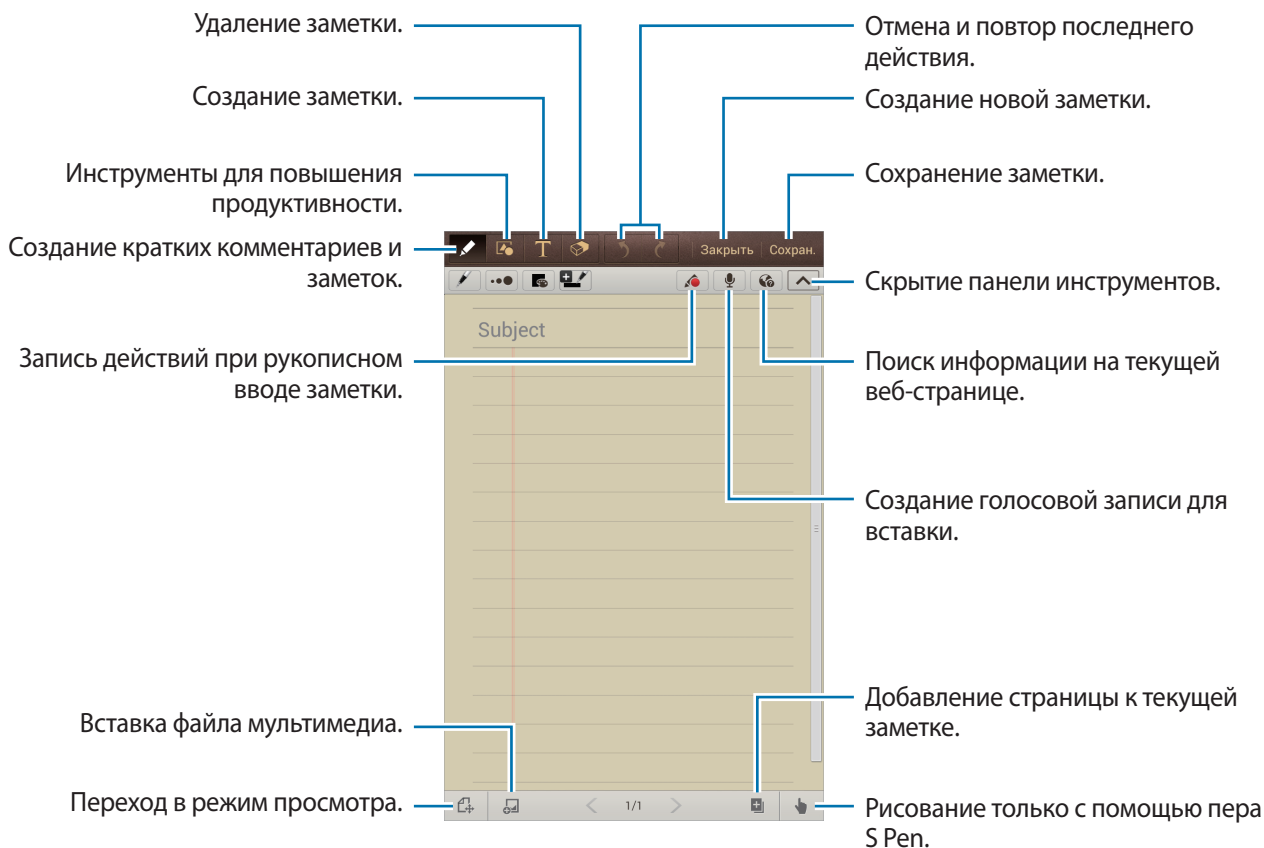 Удаление заметки.
Создание заметки.
Инструменты для повышения
продуктивности.
Создание кратких комментариев и
заметок.
Запись действий при рукописном
вводе заметки.
Вставка файла мультимедиа.
Переход в режим просмотра.
T
Закрыть
Сохран.
Subject
1/1
Отмена и повтор последнего
действия.
Создание новой заметки.
Сохранение заметки.
Скрытие панели инструментов.
Поиск информации на текущей
веб-странице.
Создание голосовой записи для
вставки.
Добавление страницы к текущей
заметке.
Рисование только с помощью пера
S Pen.